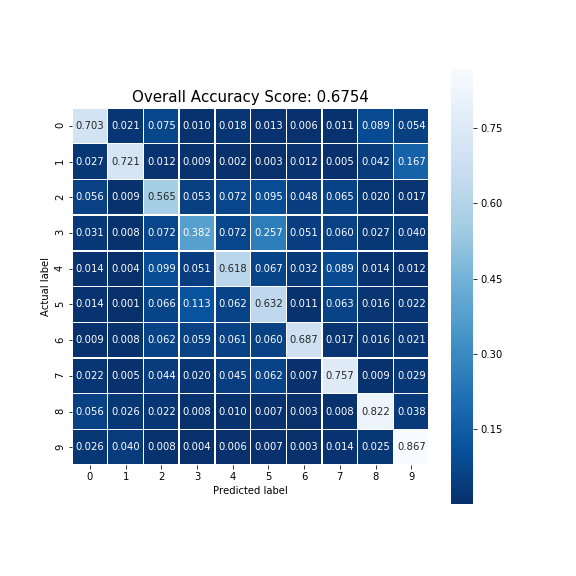 Overall Accuracy Score: 0.6754
0 0.703 0.021 0.075 0.010 0.018 0.013 0.006 0.011 0.089 0.054
1 0.027 0.721 0.012 0.009 0.002 0.003 0.012 0.005 0.042 0.167
2 0.056 0.009 0.565 0.053 0.072 0.095 0.048 0.065 0.020 0.017
3 0.031 0.008 0.072 0.382 0.072 0.257 0.051 0.060 0.027 0.040
4 0.014 0.004 0.099 0.051 0.618 0.067 0.032 0.089 0.014 0.012
5 0.014 0.001 0.066 0.113 0.062 0.632 0.011 0.063 0.016 0.022
6 0.009 0.008 0.062 0.059 0.061 0.060 0.687 0.017 0.016 0.021
7 0.022 0.005 0.044 0.020 0.045 0.062 0.007 0.757 0.009 0.029
8 0.056 0.026 0.022 0.008 0.010 0.007 0.003 0.008 0.822 0.038
9 0.026 0.040 0.008 0.004 0.006 0.007 0.003 0.014 0.025 0.867
0 1 2 3 4 5 6 7 8 9
Predicted label
Actual label
0.75
0.60
0.45
0.30
0.15